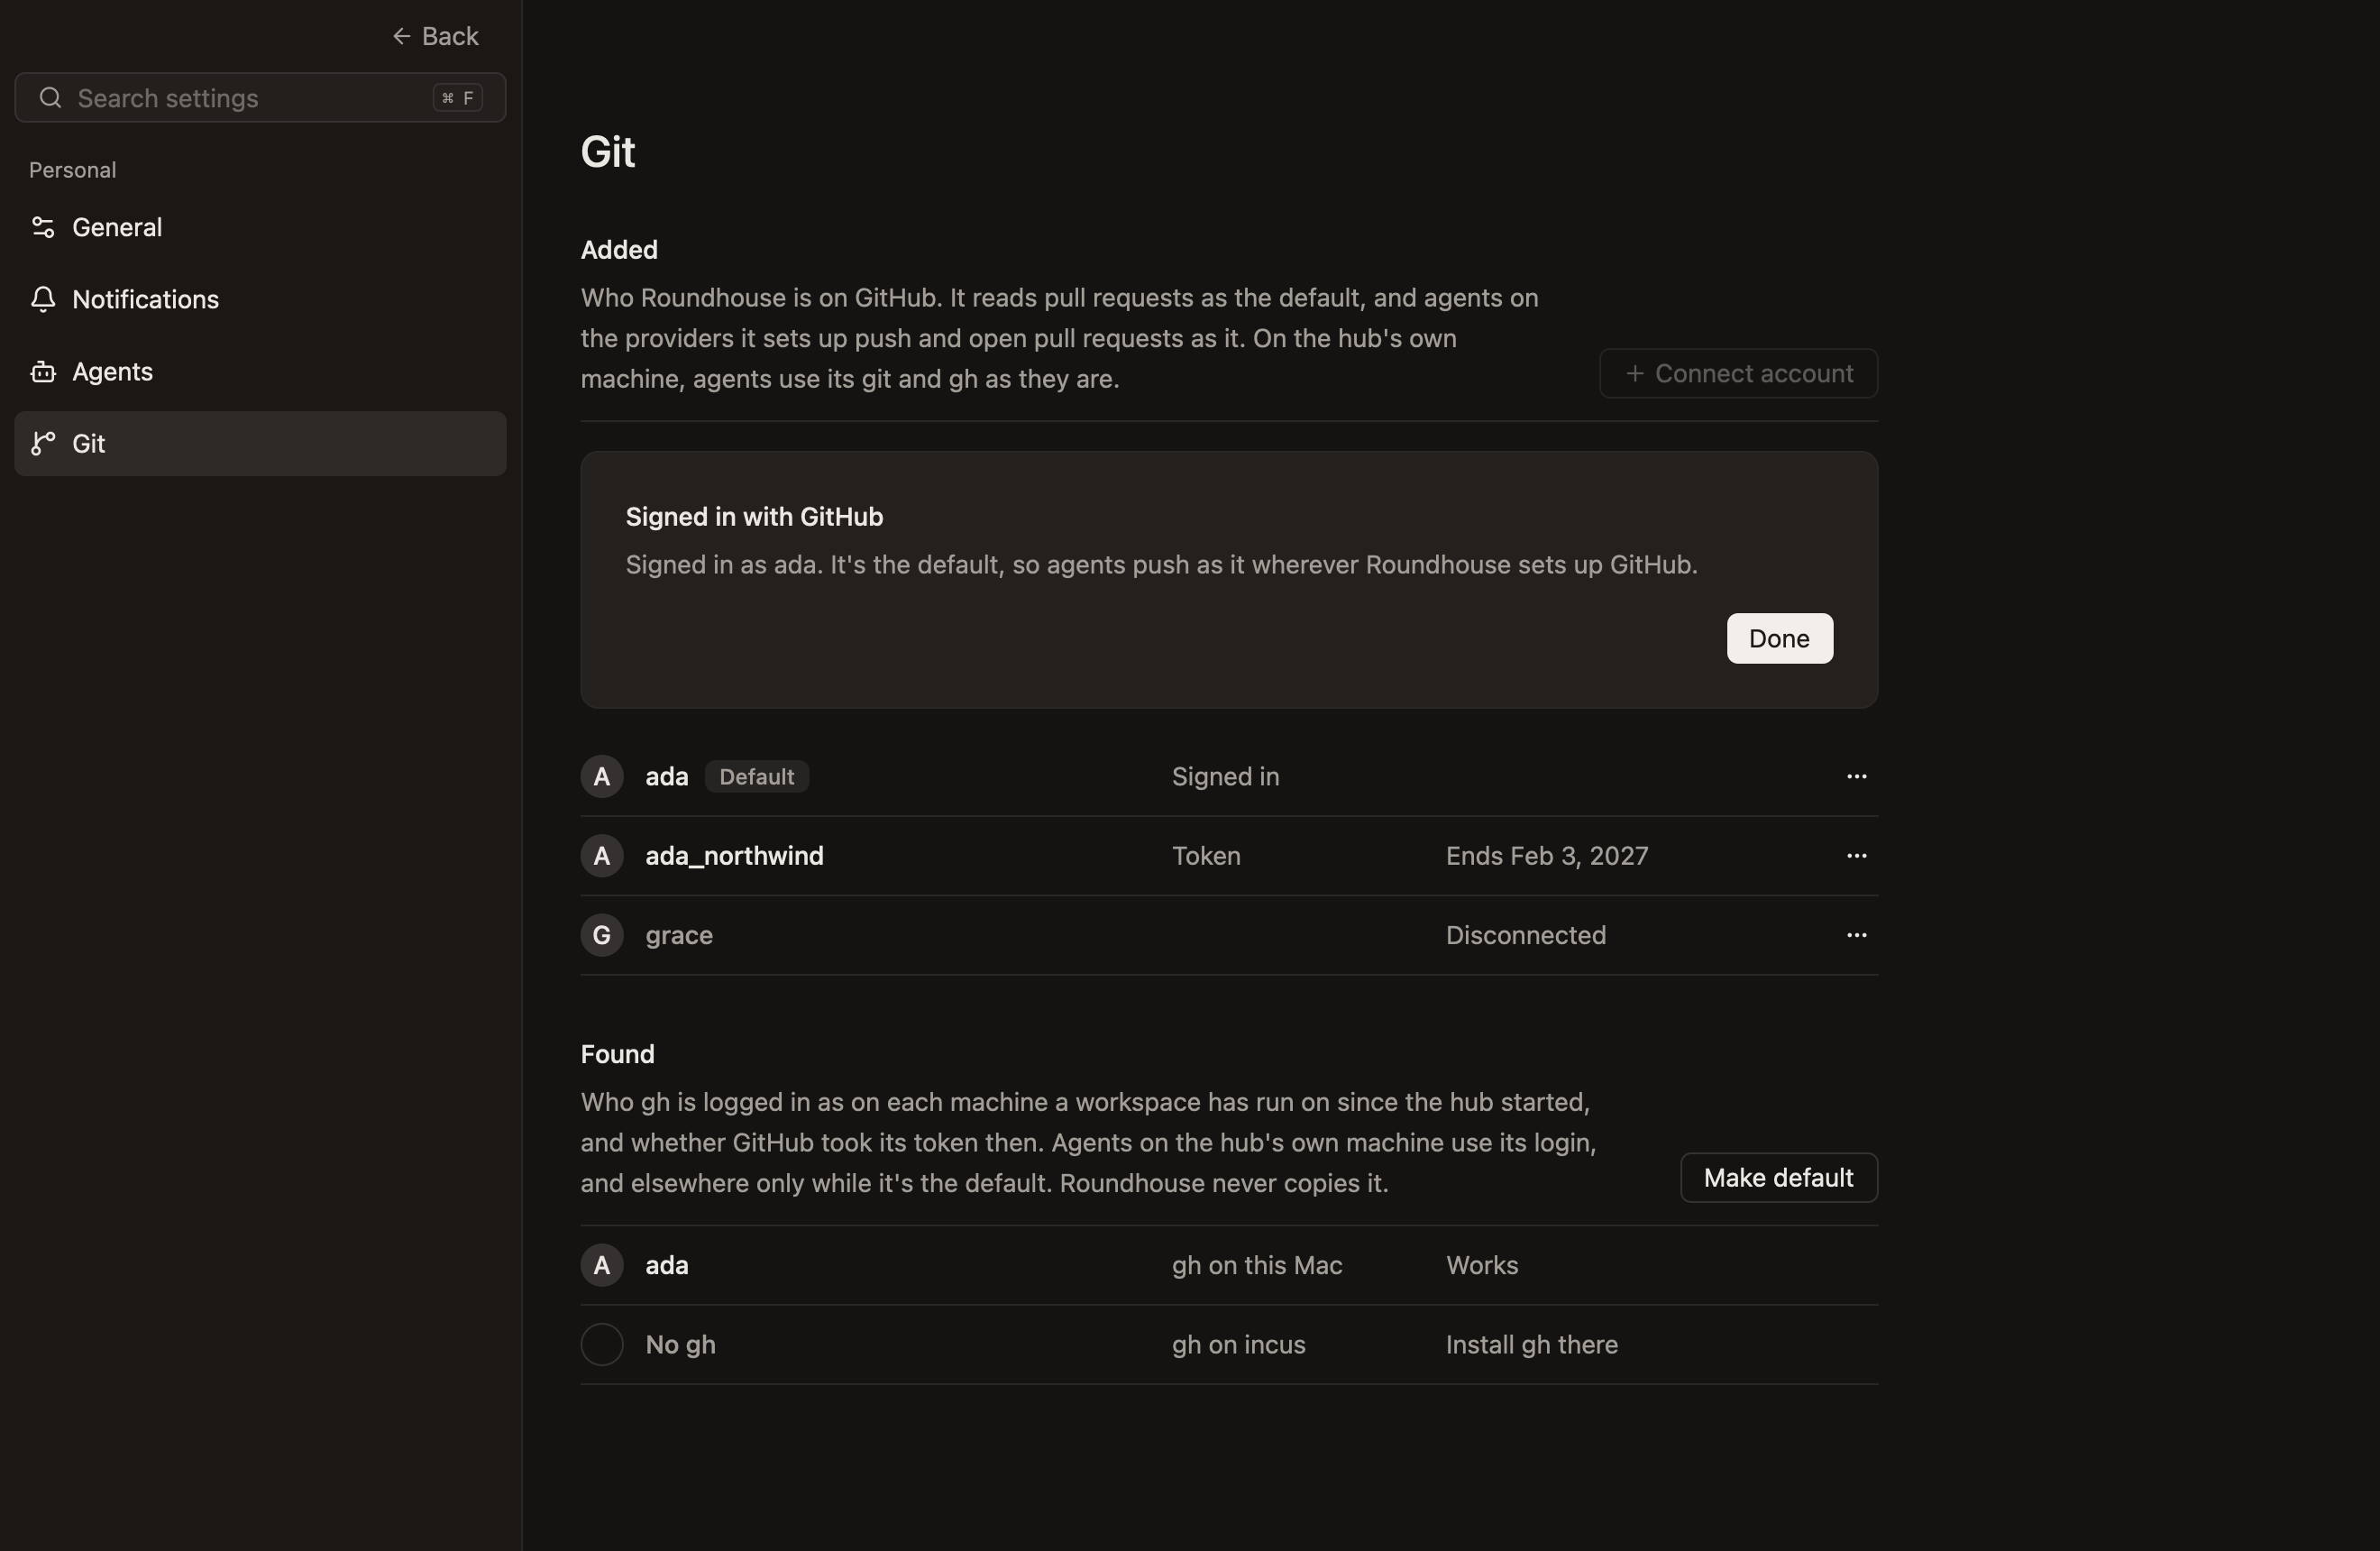 Back
Search settings
⌘ F
Personal
General
Notifications
Agents
Git
Git
Added
Who Roundhouse is on GitHub. It reads pull requests as the default, and agents on
the providers it sets up push and open pull requests as it. On the hub's own
machine, agents use its git and gh as they are.
Connect account
Signed in with GitHub
Signed in as ada. It's the default, so agents push as it wherever Roundhouse sets up GitHub.
Done
A ada Default Signed in
A ada_northwind Token Ends Feb 3, 2027
G grace Disconnected
Found
Who gh is logged in as on each machine a workspace has run on since the hub started,
and whether GitHub took its token then. Agents on the hub's own machine use its login,
and elsewhere only while it's the default. Roundhouse never copies it.
Make default
A ada gh on this Mac Works
No gh gh on incus Install gh there